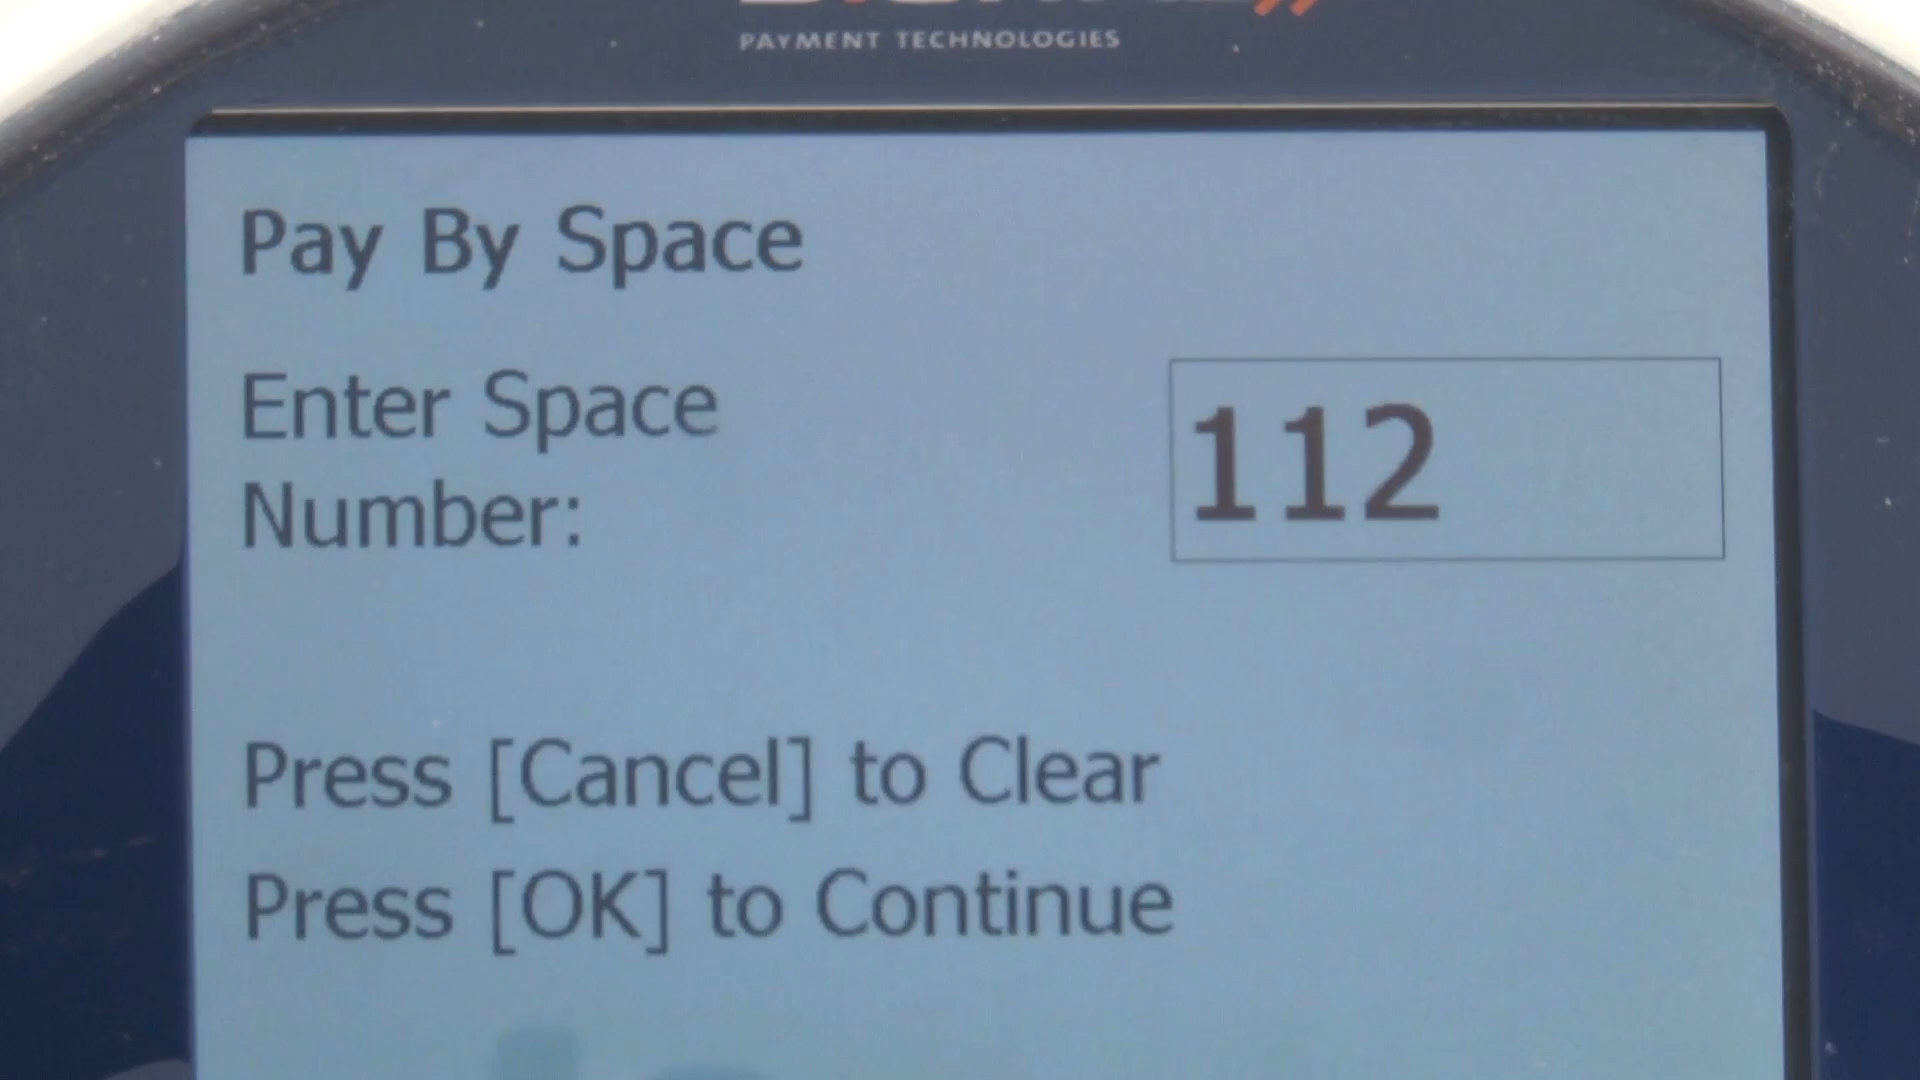 PAYMENT TECHNOLOGIES
Pay By Space
Enter Space
Number:
112
Press [Cancel] to Clear
Press [OK] to Continue